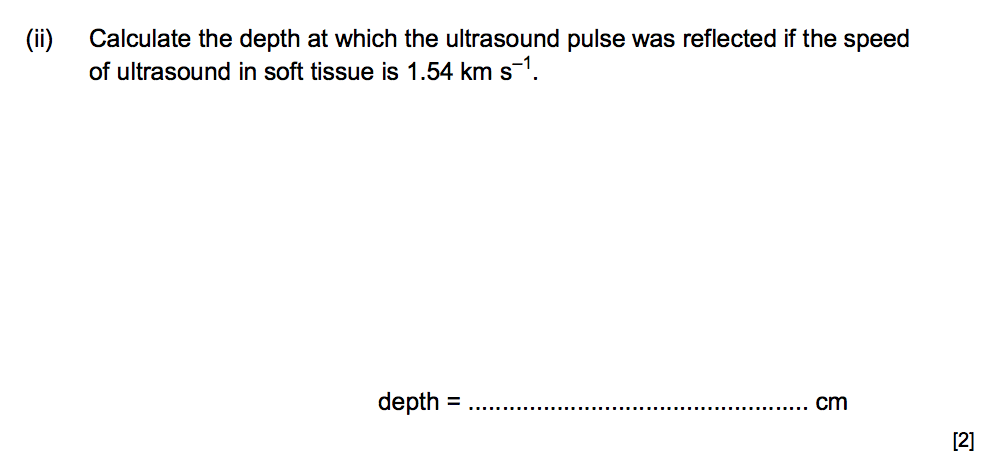 (ii) Calculate the depth at which the ultrasound pulse was reflected if the speed
of ultrasound in soft tissue is 1.54 km s⁻¹.
depth = .................................................. cm
[2]